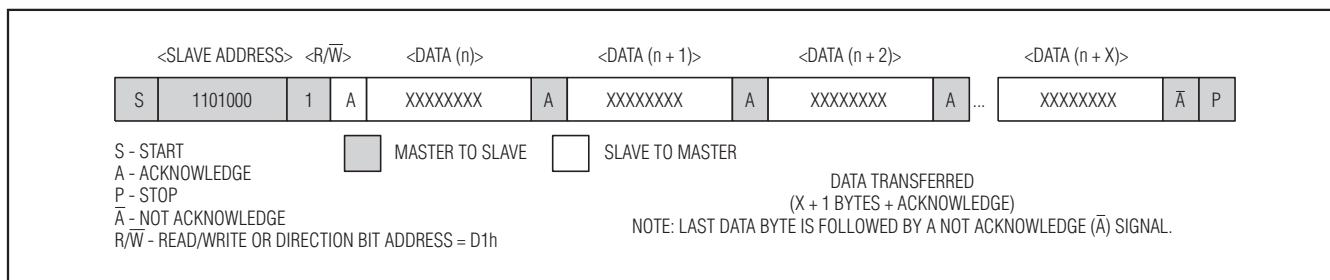 <SLAVE ADDRESS> <R/W̅> <DATA (n)> <DATA (n + 1)> <DATA (n + 2)> <DATA (n + X)>
S 1101000 1 A XXXXXXXX A XXXXXXXX A XXXXXXXX A ... XXXXXXXX A̅ P
S - START
A - ACKNOWLEDGE
P - STOP
A̅ - NOT ACKNOWLEDGE
R/W̅ - READ/WRITE OR DIRECTION BIT ADDRESS = D1h
MASTER TO SLAVE SLAVE TO MASTER
DATA TRANSFERRED
(X + 1 BYTES + ACKNOWLEDGE)
NOTE: LAST DATA BYTE IS FOLLOWED BY A NOT ACKNOWLEDGE (A̅) SIGNAL.